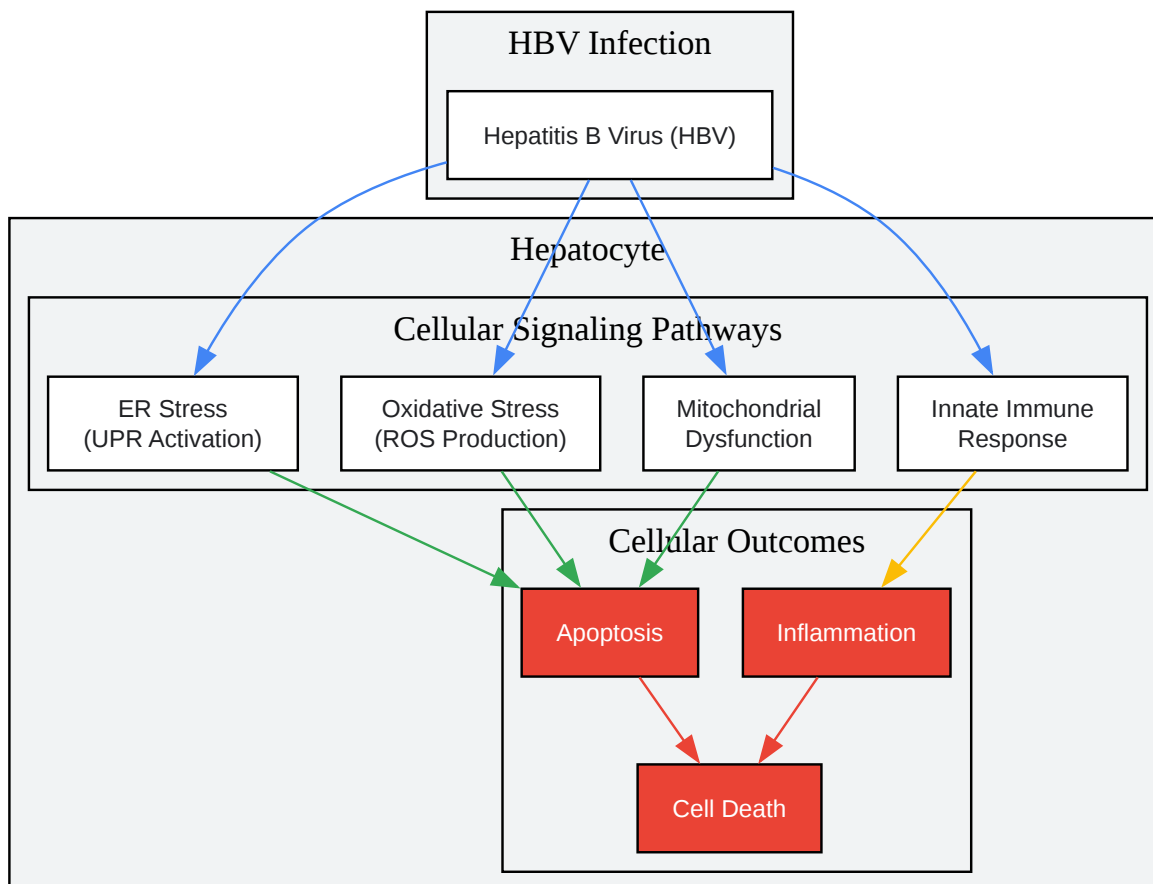 HBV Infection
Hepatitis B Virus (HBV)
Hepatocyte
Cellular Signaling Pathways
ER Stress
(UPR Activation)
Oxidative Stress
(ROS Production)
Mitochondrial
Dysfunction
Innate Immune
Response
Cellular Outcomes
Apoptosis
Inflammation
Cell Death